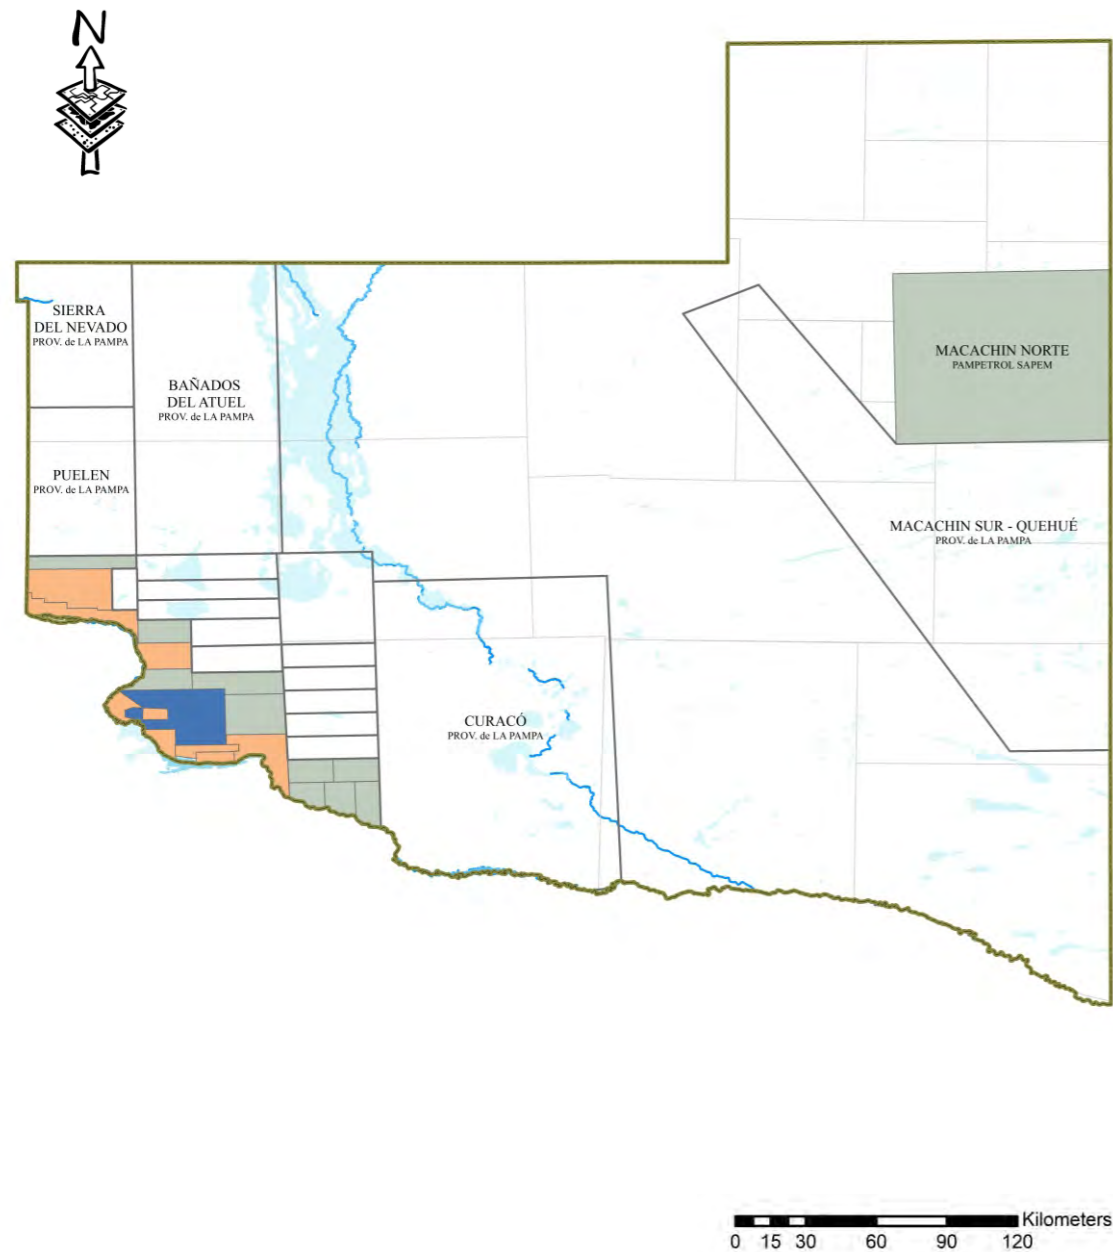 N
SIERRA
DEL NEVADO
PROV. de LA PAMPA
BAÑADOS
DEL ATUEL
PROV. de LA PAMPA
PUELEN
PROV. de LA PAMPA
MACACHIN NORTE
PAMPETROL SAPEM
MACACHIN SUR - QUEHUÉ
PROV. de LA PAMPA
CURACÓ
PROV. de LA PAMPA
Kilometers
0 15 30 60 90 120